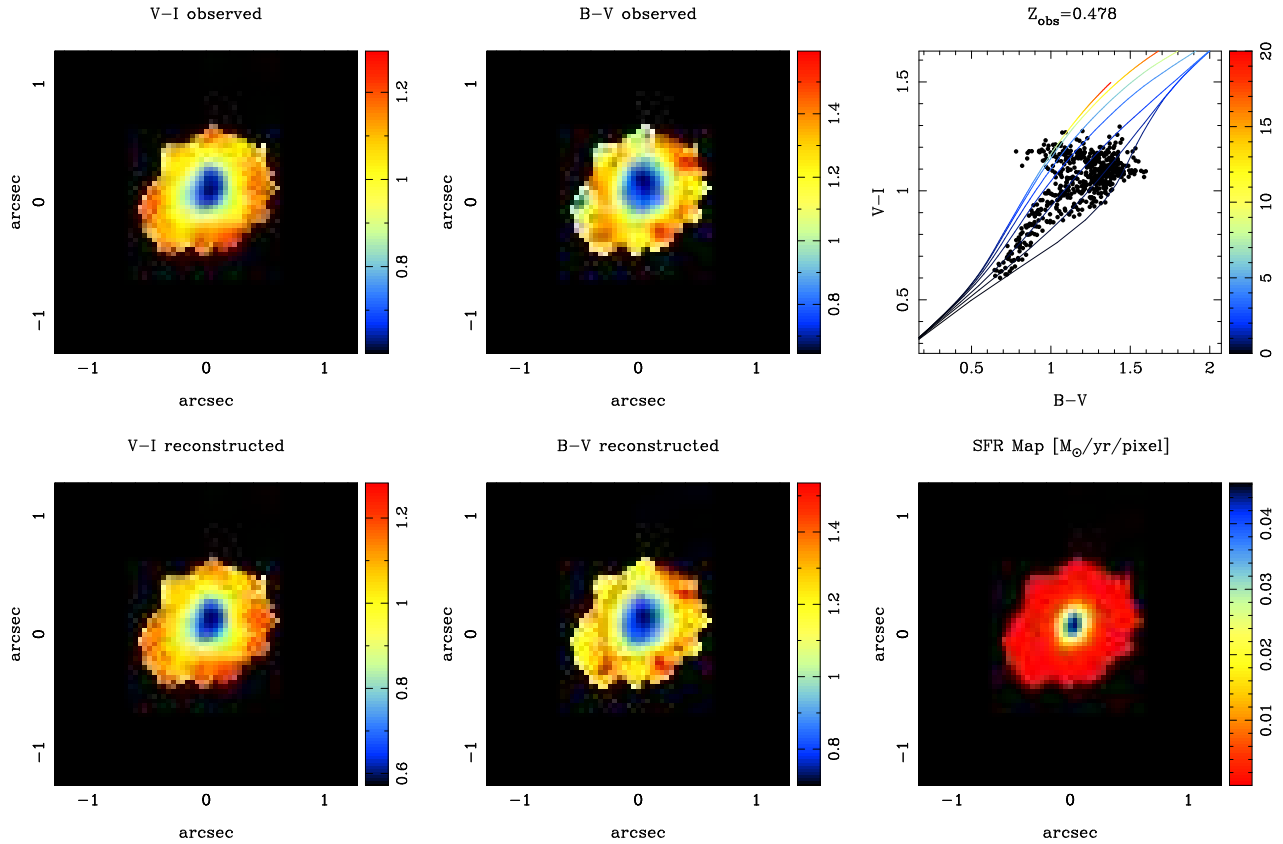 V−I observed
B−V observed
Z_obs=0.478
arcsec
1
0
−1
1.2
1
0.8
arcsec
1
0
−1
1.4
1.2
1
0.8
V−I
1.5
1
0.5
20
15
10
5
0
−1 0 1
−1 0 1
0.5 1 1.5 2
arcsec
arcsec
B−V
V−I reconstructed
B−V reconstructed
SFR Map [M⊙/yr/pixel]
arcsec
1
0
−1
1.2
1
0.8
0.6
arcsec
1
0
−1
1.4
1.2
1
0.8
arcsec
1
0
−1
0.04
0.03
0.02
0.01
−1 0 1
−1 0 1
−1 0 1
arcsec
arcsec
arcsec